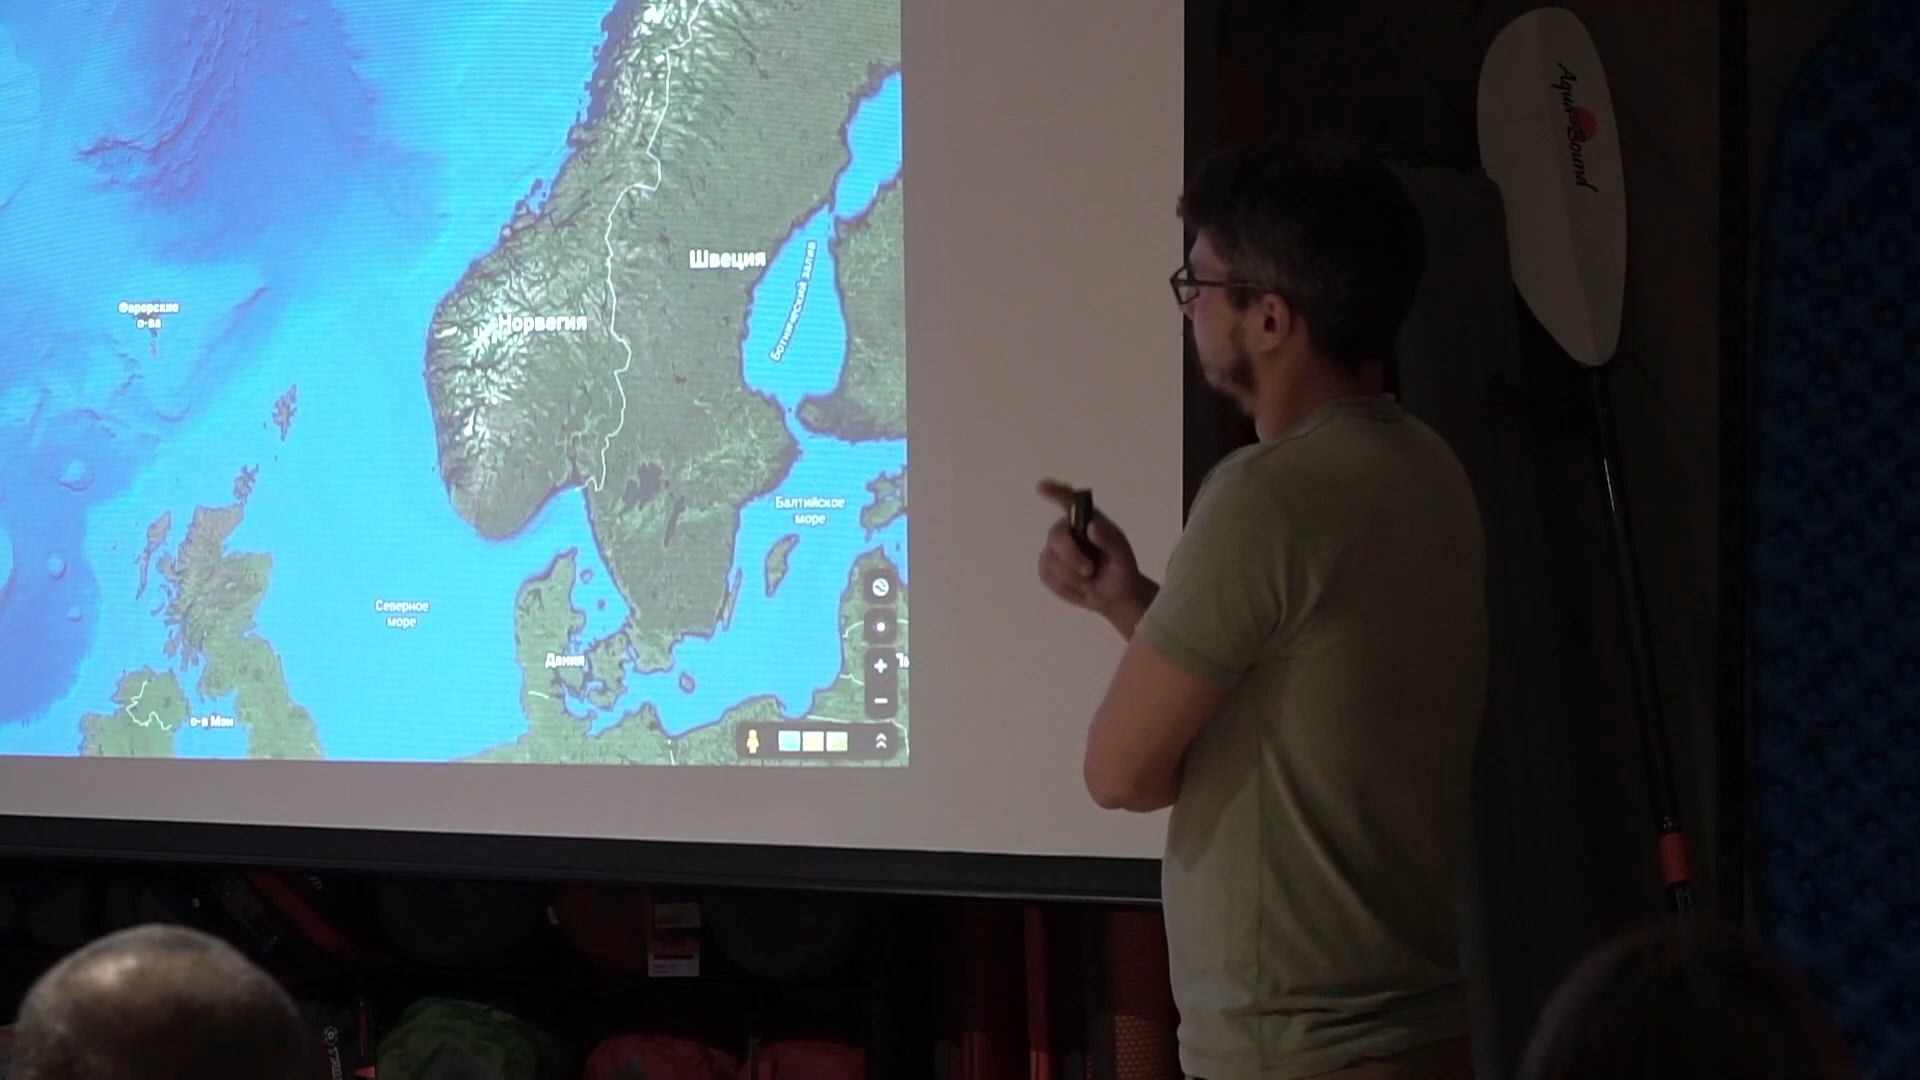 Aqua Bound
Швеция
Ботнический залив
Фарерские
о-ва
Норвегия
Балтийское
море
Северное
море
Дания
о-в Мэн